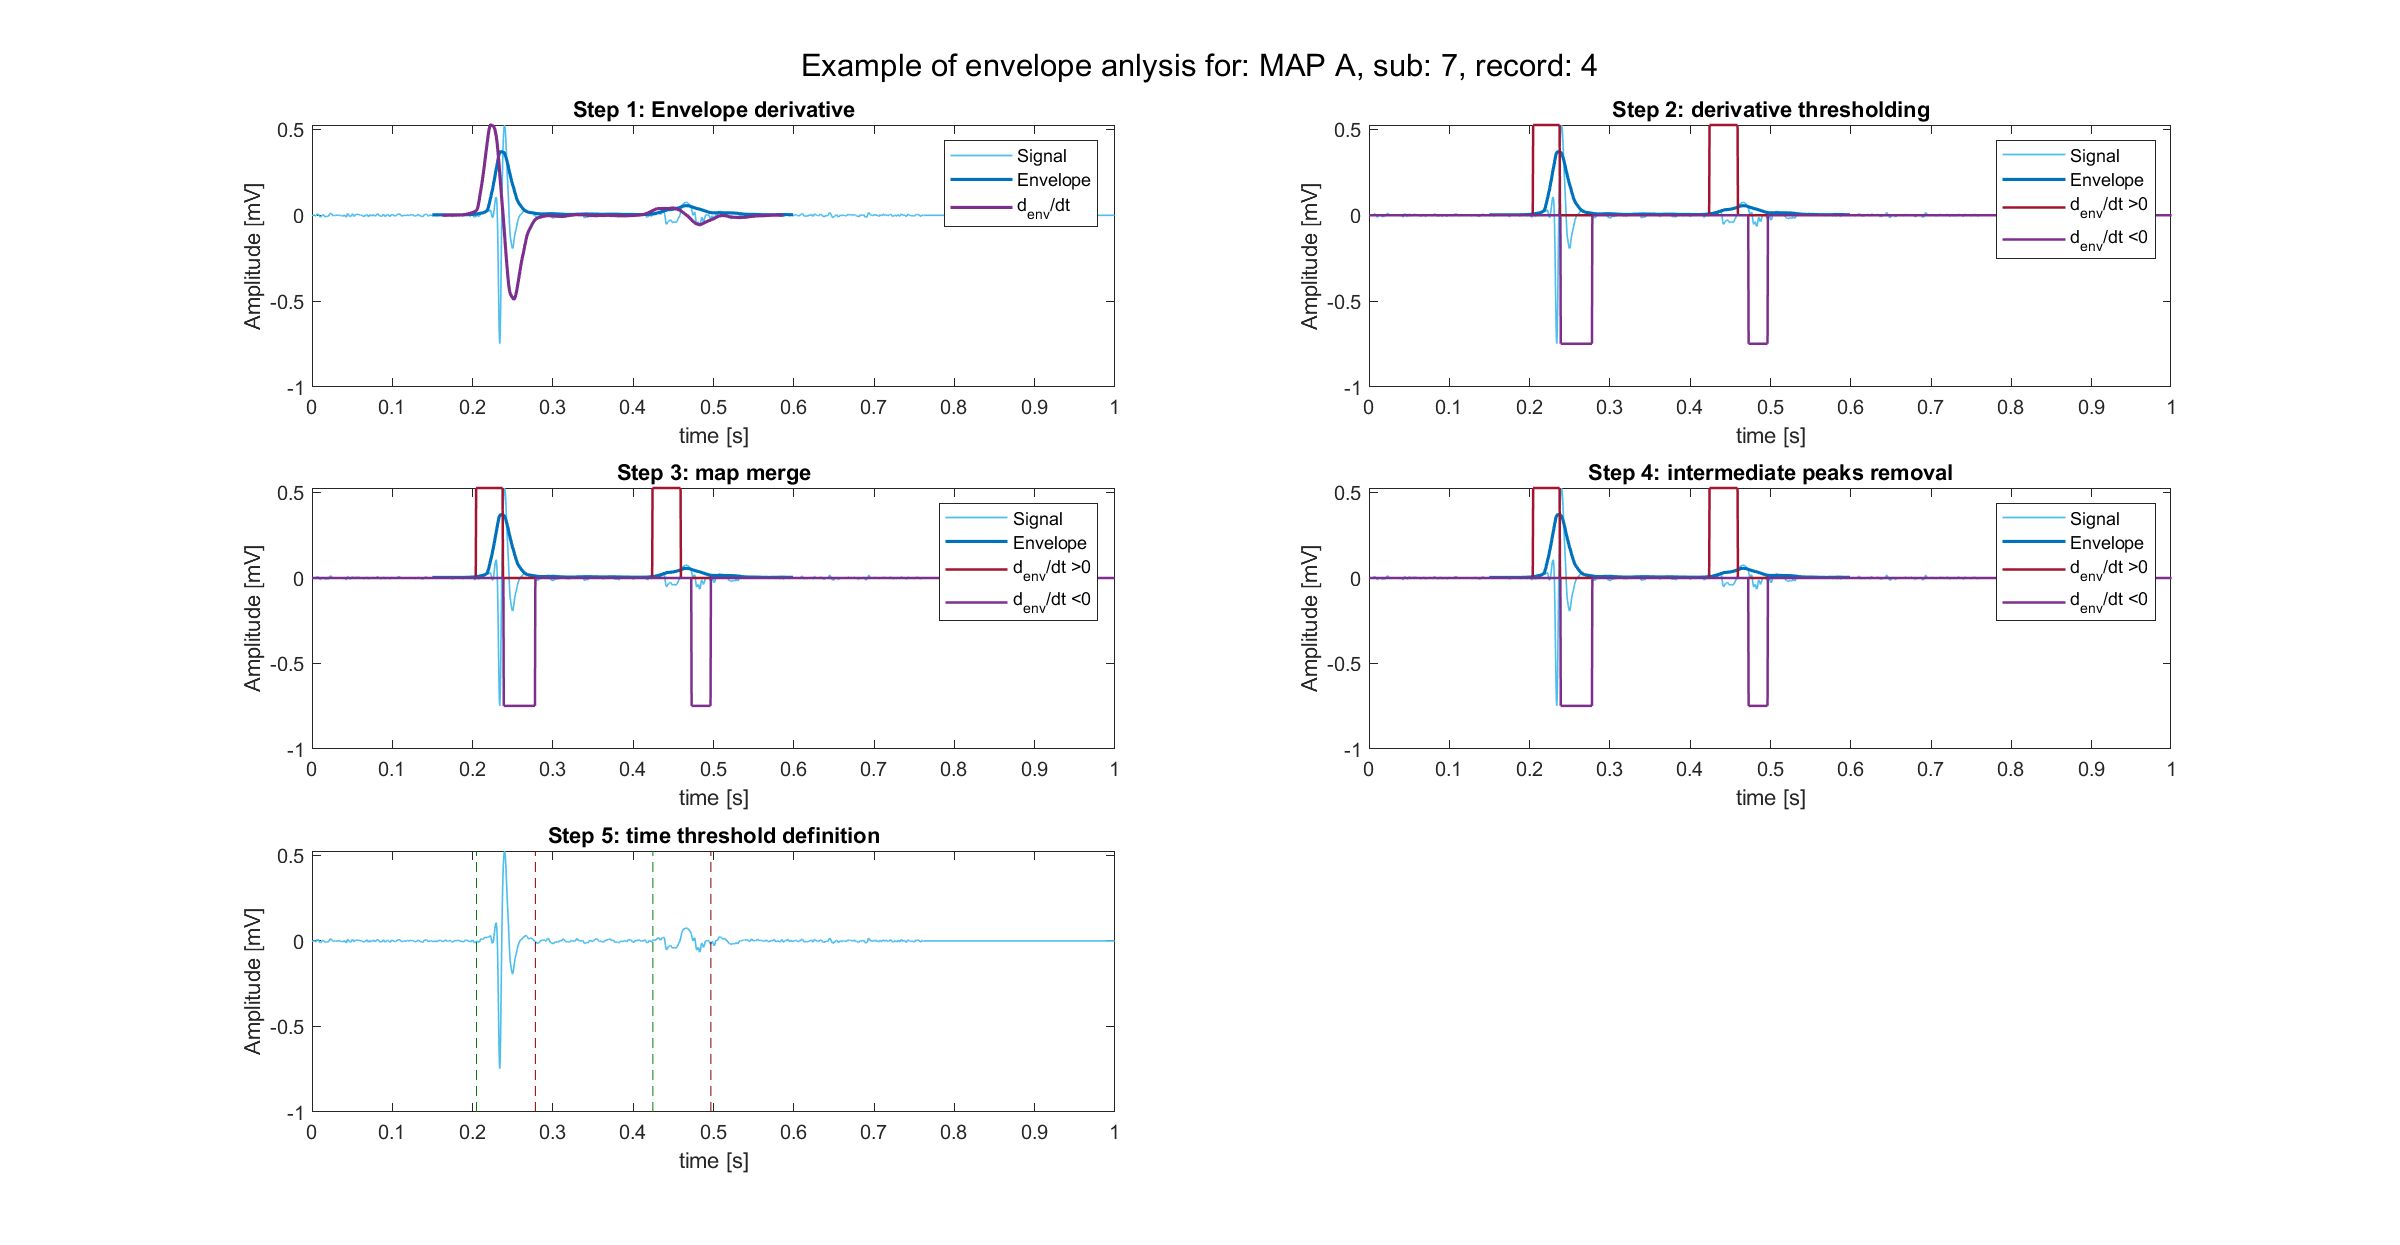 Example of envelope anlysis for: MAP A, sub: 7, record: 4
Step 1: Envelope derivative
0.5
0
-0.5
-1
Amplitude [mV]
0 0.1 0.2 0.3 0.4 0.5 0.6 0.7 0.8 0.9 1
time [s]
Signal
Envelope
d_env/dt
Step 2: derivative thresholding
0.5
0
-0.5
-1
Amplitude [mV]
0 0.1 0.2 0.3 0.4 0.5 0.6 0.7 0.8 0.9 1
time [s]
Signal
Envelope
d_env/dt >0
d_env/dt <0
Step 3: map merge
0.5
0
-0.5
-1
Amplitude [mV]
0 0.1 0.2 0.3 0.4 0.5 0.6 0.7 0.8 0.9 1
time [s]
Signal
Envelope
d_env/dt >0
d_env/dt <0
Step 4: intermediate peaks removal
0.5
0
-0.5
-1
Amplitude [mV]
0 0.1 0.2 0.3 0.4 0.5 0.6 0.7 0.8 0.9 1
time [s]
Signal
Envelope
d_env/dt >0
d_env/dt <0
Step 5: time threshold definition
0.5
0
-0.5
-1
Amplitude [mV]
0 0.1 0.2 0.3 0.4 0.5 0.6 0.7 0.8 0.9 1
time [s]